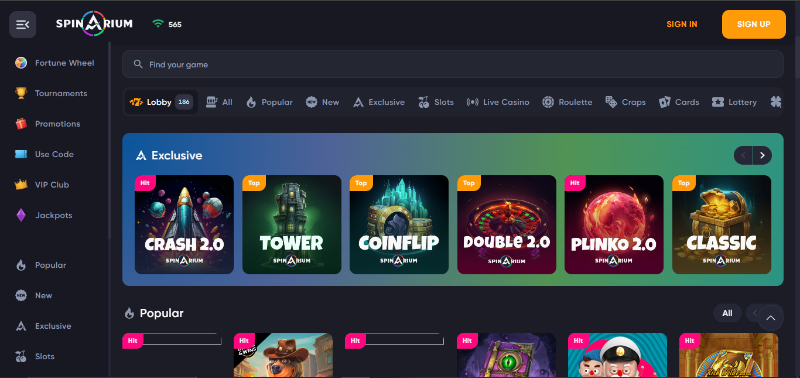 SPINARIUM
565
SIGN IN
SIGN UP
Fortune Wheel
Tournaments
Promotions
Use Code
VIP Club
Jackpots
Popular
New
Exclusive
Slots
Find your game
Lobby 186 All Popular New Exclusive Slots Live Casino Roulette Craps Cards Lottery
Exclusive
Hit
CRASH 2.0
SPINARIUM
Top
TOWER
SPINARIUM
Top
COINFLIP
SPINARIUM
Top
DOUBLE 2.0
SPINARIUM
Hit
PLINKO 2.0
SPINARIUM
Top
CLASSIC
SPINARIUM
Popular
All
Hit
Hit
Hit
Hit
Hit
Hit